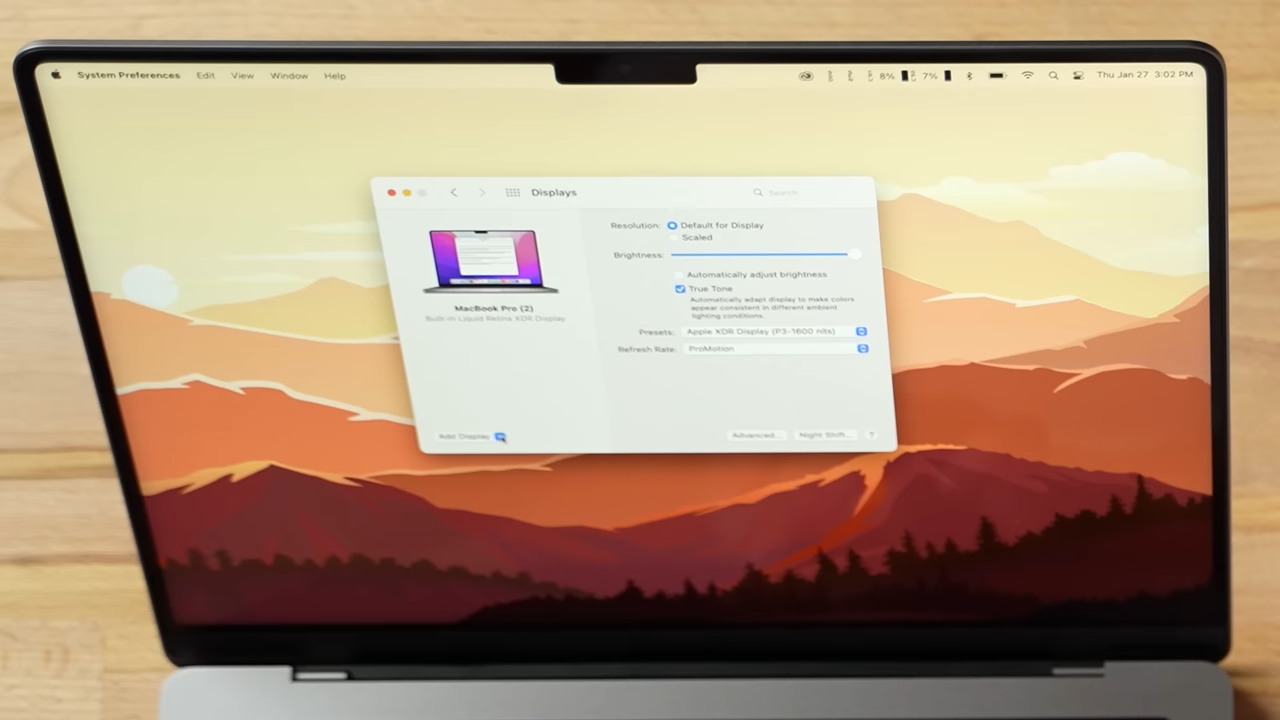 System Preferences Edit View Window Help
8% 7% Thu Jan 27 3:02 PM
Displays
Search
Resolution: Default for Display
Scaled
Brightness:
Automatically adjust brightness
True Tone
Automatically adapt display to make colors
appear consistent in different ambient
lighting conditions.
MacBook Pro (2)
Built-in Liquid Retina XDR Display
Presets: Apple XDR Display (P3-1600 nits)
Refresh Rate: ProMotion
Add Display
Advanced... Night Shift... ?